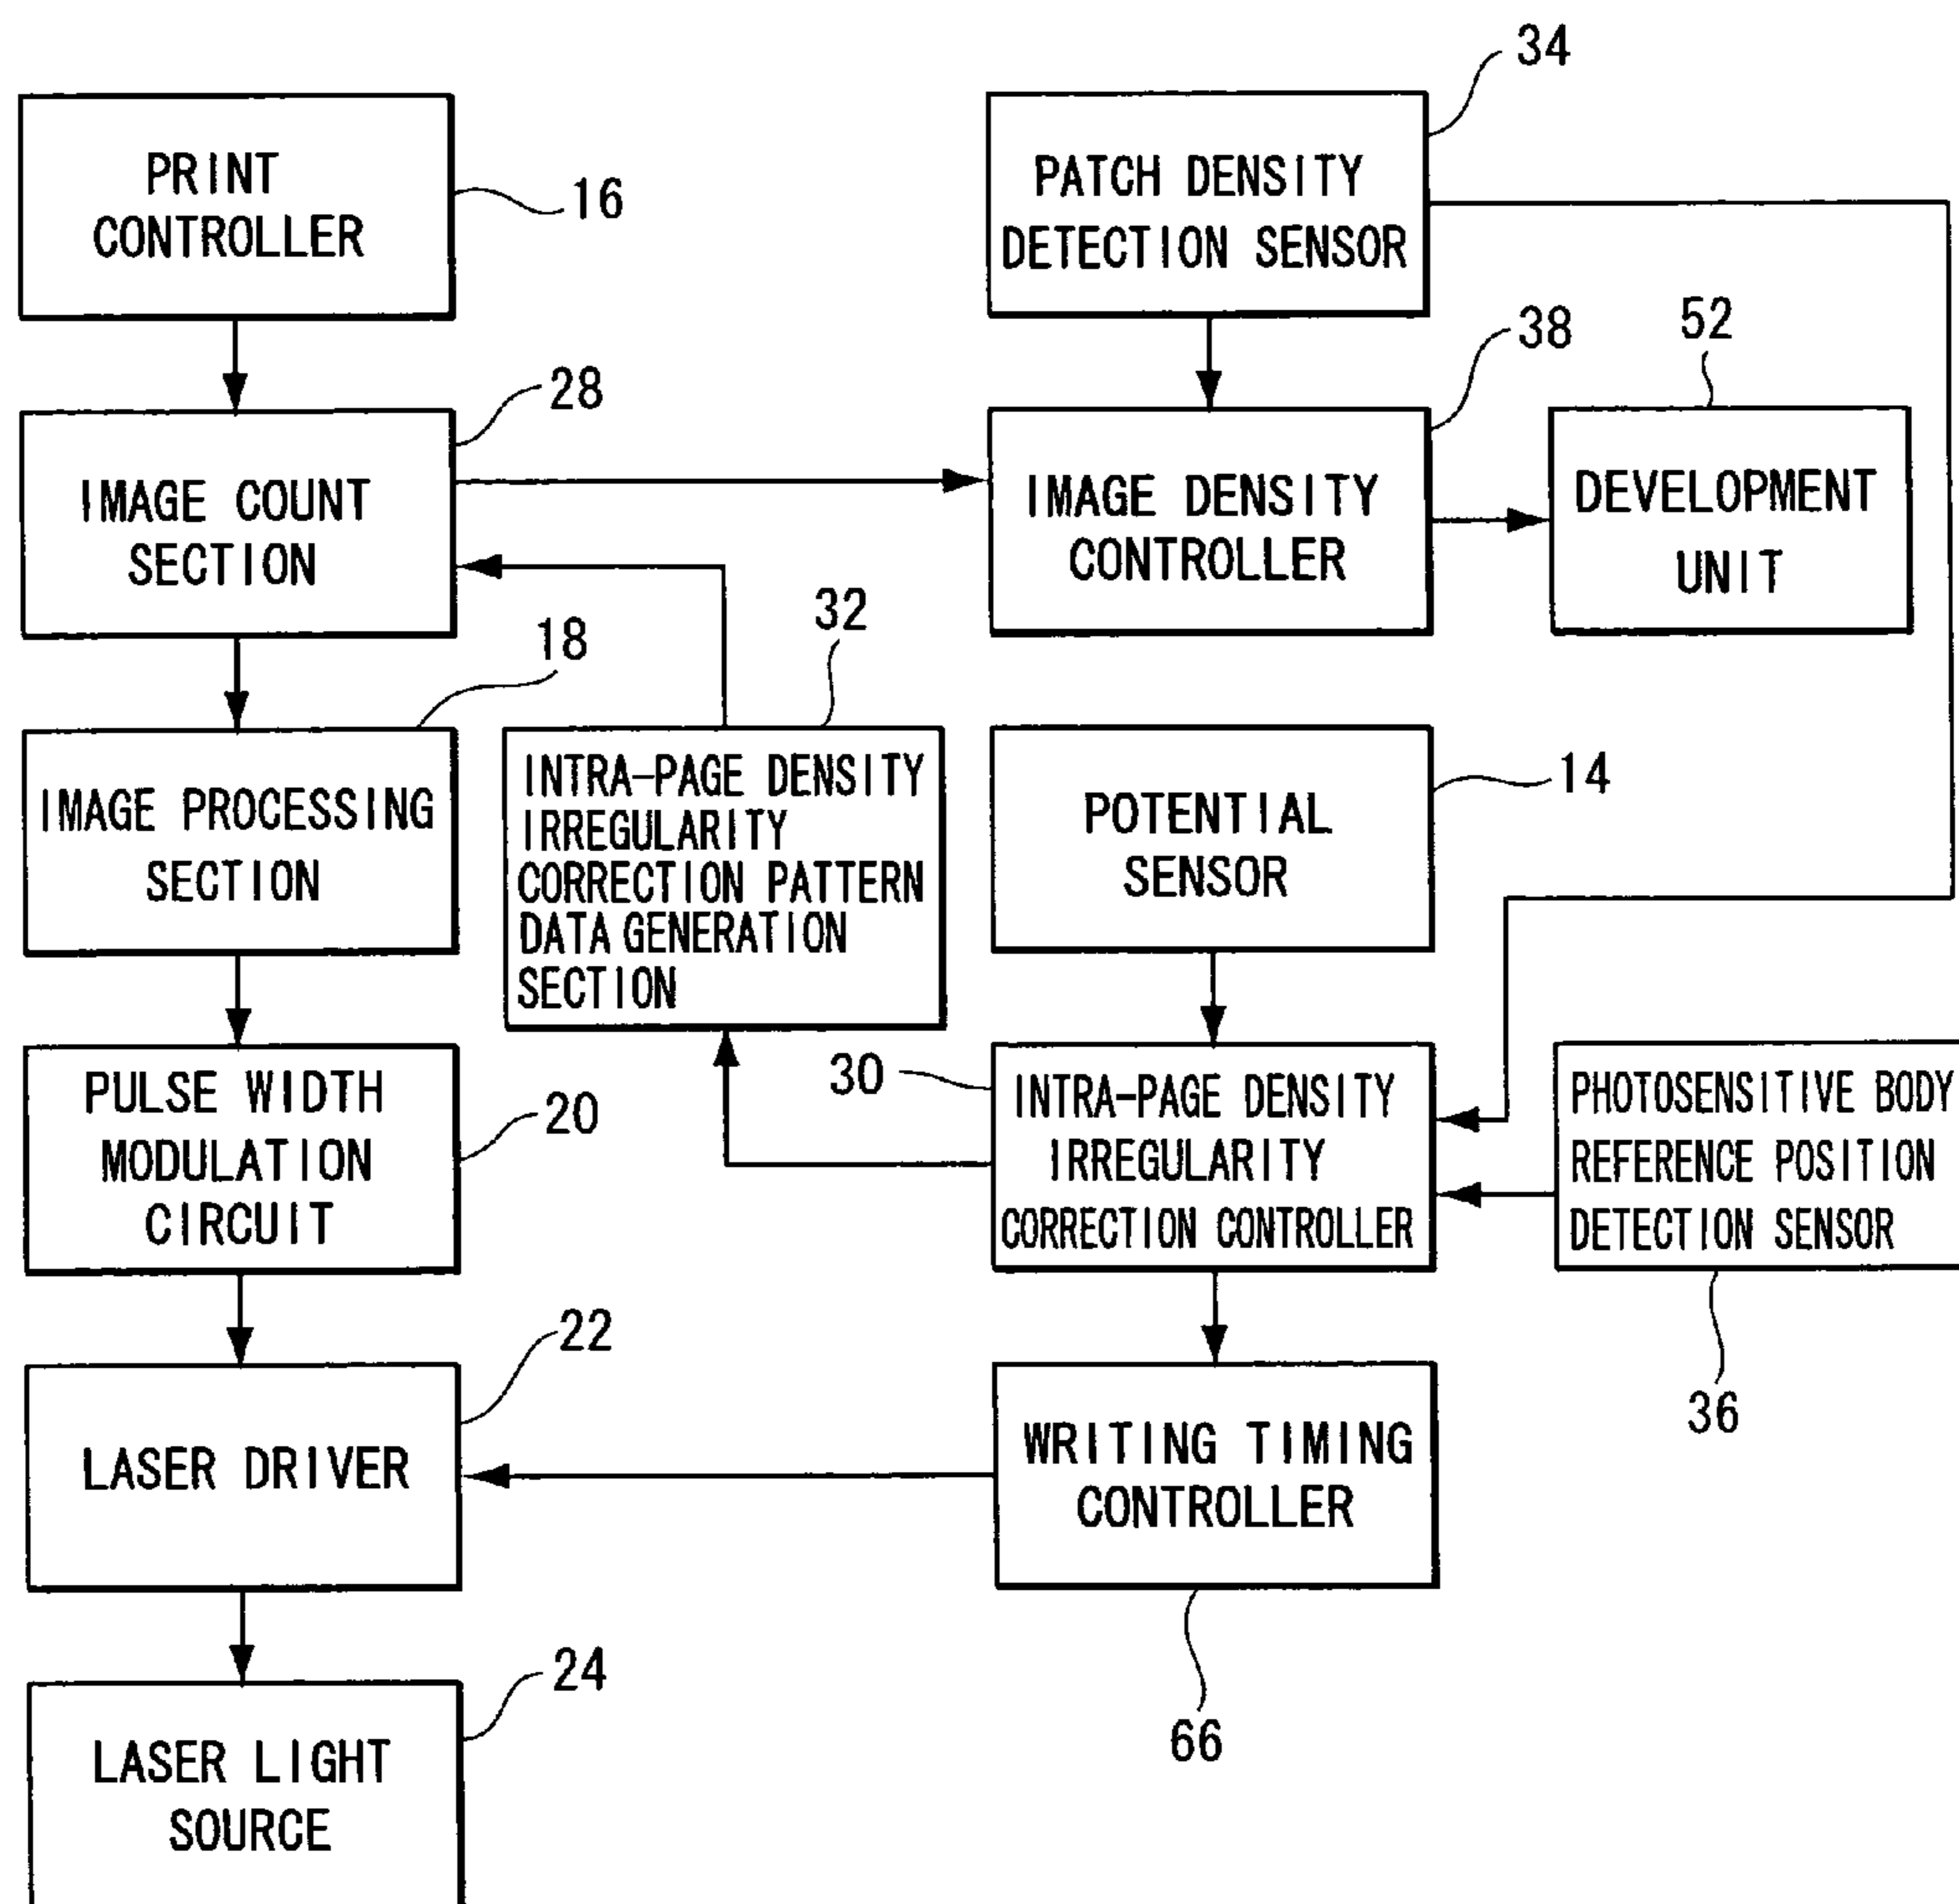 34
PRINT
CONTROLLER
16
PATCH DENSITY
DETECTION SENSOR
28
38
52
IMAGE COUNT
SECTION
IMAGE DENSITY
CONTROLLER
DEVELOPMENT
UNIT
18
32
IMAGE PROCESSING
SECTION
INTRA-PAGE DENSITY
IRREGULARITY
CORRECTION PATTERN
DATA GENERATION
SECTION
POTENTIAL
SENSOR
14
PULSE WIDTH
MODULATION
CIRCUIT
20
30
INTRA-PAGE DENSITY
IRREGULARITY
CORRECTION CONTROLLER
PHOTOSENSITIVE BODY
REFERENCE POSITION
DETECTION SENSOR
36
22
LASER DRIVER
WRITING TIMING
CONTROLLER
66
24
LASER LIGHT
SOURCE